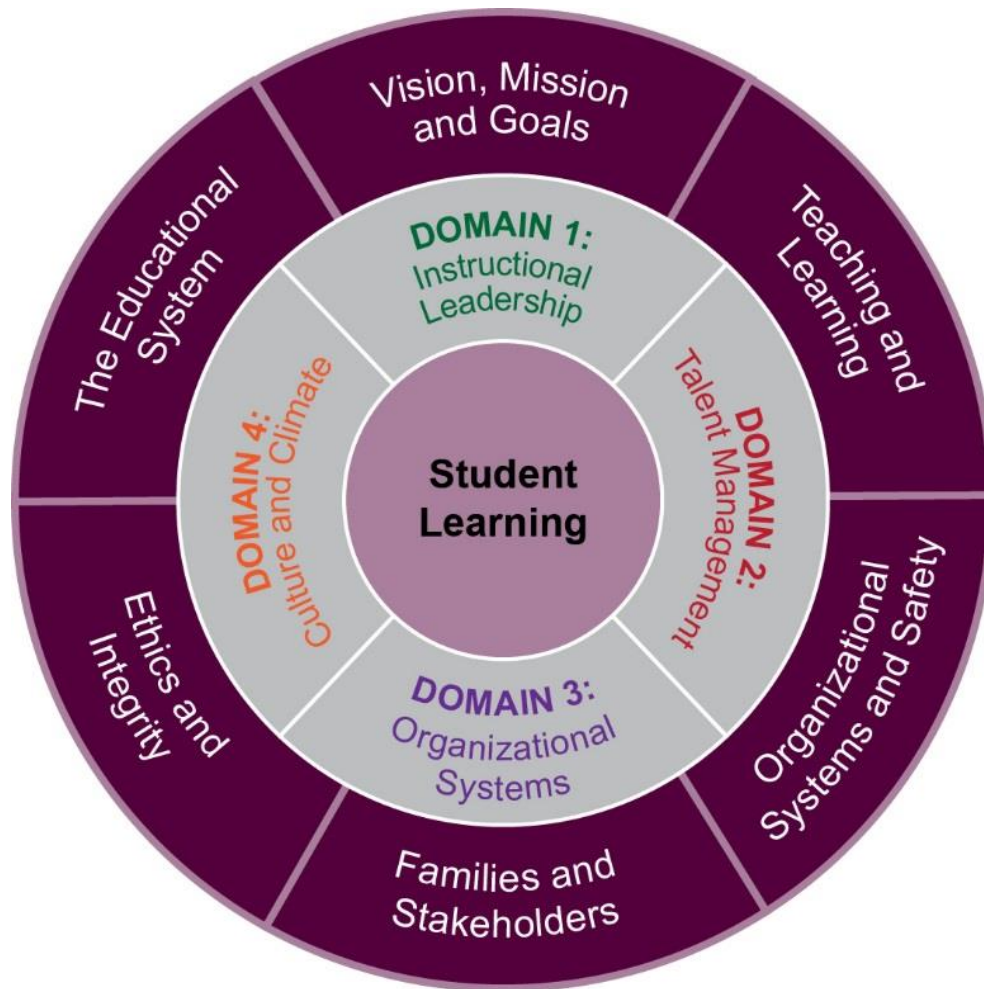 Vision, Mission
and Goals
Teaching and
Learning
Organizational
Systems and Safety
Families and
Stakeholders
Ethics and
Integrity
The Educational
System
DOMAIN 1:
Instructional
Leadership
DOMAIN 2:
Talent Management
DOMAIN 3:
Organizational
Systems
DOMAIN 4:
Culture and Climate
Student
Learning